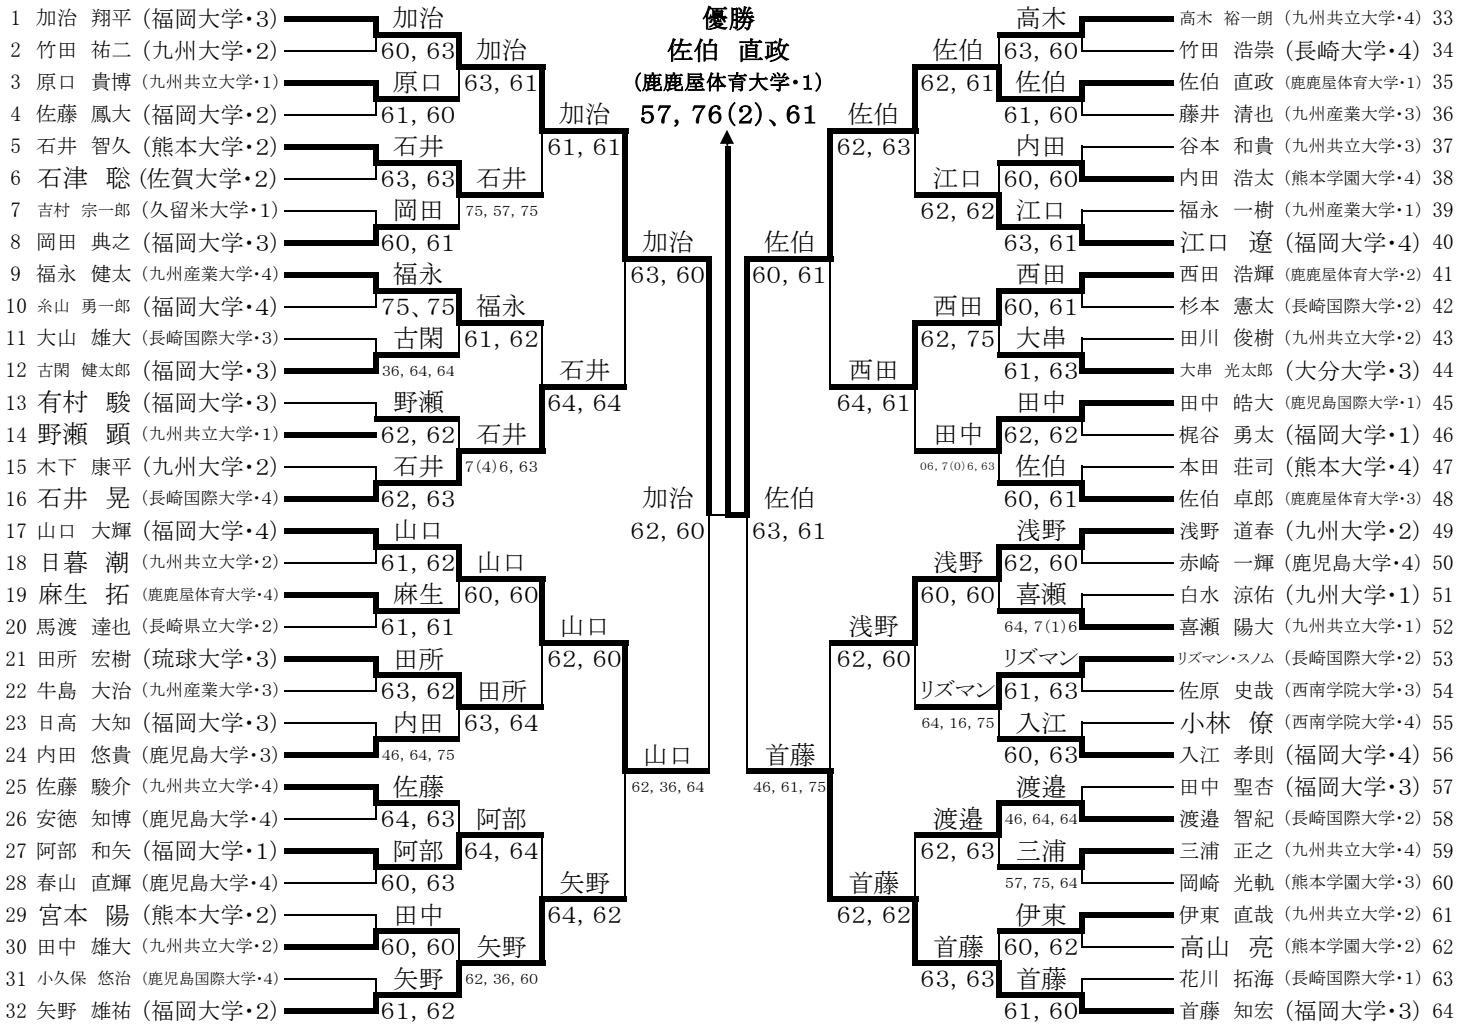 優勝
佐伯 直政
(鹿鹿屋体育大学・1)
57, 76(2)、61
1 加治 翔平 (福岡大学・3)
2 竹田 祐二 (九州大学・2)
3 原口 貴博 (九州共立大学・1)
4 佐藤 鳳大 (福岡大学・2)
5 石井 智久 (熊本大学・2)
6 石津 聡 (佐賀大学・2)
7 吉村 宗一郎 (久留米大学・1)
8 岡田 典之 (福岡大学・3)
9 福永 健太 (九州産業大学・4)
10 糸山 勇一郎 (福岡大学・4)
11 大山 雄大 (長崎国際大学・3)
12 古閑 健太郎 (福岡大学・3)
13 有村 駿 (福岡大学・3)
14 野瀬 顕 (九州共立大学・1)
15 木下 康平 (九州大学・2)
16 石井 晃 (長崎国際大学・4)
17 山口 大輝 (福岡大学・4)
18 日暮 潮 (九州共立大学・2)
19 麻生 拓 (鹿鹿屋体育大学・4)
20 馬渡 達也 (長崎県立大学・2)
21 田所 宏樹 (琉球大学・3)
22 牛島 大治 (九州産業大学・3)
23 日高 大知 (福岡大学・3)
24 内田 悠貴 (鹿児島大学・3)
25 佐藤 駿介 (九州共立大学・4)
26 安徳 知博 (鹿児島大学・4)
27 阿部 和矢 (福岡大学・1)
28 春山 直輝 (鹿児島大学・4)
29 宮本 陽 (熊本大学・2)
30 田中 雄大 (九州共立大学・2)
31 小久保 悠治 (鹿児島国際大学・4)
32 矢野 雄祐 (福岡大学・2)
加治
60, 63
原口
61, 60
石井
63, 63
岡田
60, 61
福永
75、75
古閑
36, 64, 64
野瀬
62, 62
石井
62, 63
山口
61, 62
麻生
61, 61
田所
63, 62
内田
46, 64, 75
佐藤
64, 63
阿部
60, 63
田中
60, 60
矢野
61, 62
加治
63, 61
石井
75, 57, 75
福永
61, 62
石井
7(4)6, 63
山口
60, 60
田所
63, 64
阿部
64, 64
矢野
62, 36, 60
加治
61, 61
石井
64, 64
山口
62, 60
矢野
64, 62
加治
63, 60
山口
62, 36, 64
加治
62, 60
佐伯
63, 61
佐伯
60, 61
首藤
46, 61, 75
佐伯
62, 63
西田
64, 61
浅野
62, 60
首藤
62, 62
佐伯
62, 61
江口
62, 62
西田
62, 75
田中
06, 7(0)6, 63
浅野
60, 60
リズマン
64, 16, 75
渡邉
62, 63
首藤
63, 63
高木
63, 60
佐伯
61, 60
内田
60, 60
江口
63, 61
西田
60, 61
大串
61, 63
田中
62, 62
佐伯
60, 61
浅野
62, 60
喜瀬
64, 7(1)6
リズマン
61, 63
入江
60, 63
渡邉
46, 64, 64
三浦
57, 75, 64
伊東
60, 62
首藤
61, 60
高木 裕一朗 (九州共立大学・4) 33
竹田 浩崇 (長崎大学・4) 34
佐伯 直政 (鹿鹿屋体育大学・1) 35
藤井 清也 (九州産業大学・3) 36
谷本 和貴 (九州共立大学・3) 37
内田 浩太 (熊本学園大学・4) 38
福永 一樹 (九州産業大学・1) 39
江口 遼 (福岡大学・4) 40
西田 浩輝 (鹿鹿屋体育大学・2) 41
杉本 憲太 (長崎国際大学・2) 42
田川 俊樹 (九州共立大学・2) 43
大串 光太郎 (大分大学・3) 44
田中 皓大 (鹿児島国際大学・1) 45
梶谷 勇太 (福岡大学・1) 46
本田 荘司 (熊本大学・4) 47
佐伯 卓郎 (鹿鹿屋体育大学・3) 48
浅野 道春 (九州大学・2) 49
赤崎 一輝 (鹿児島大学・4) 50
白水 涼佑 (九州大学・1) 51
喜瀬 陽大 (九州共立大学・1) 52
リズマン・スノム (長崎国際大学・2) 53
佐原 史哉 (西南学院大学・3) 54
小林 僚 (西南学院大学・4) 55
入江 孝則 (福岡大学・4) 56
田中 聖杏 (福岡大学・3) 57
渡邉 智紀 (長崎国際大学・2) 58
三浦 正之 (九州共立大学・4) 59
岡崎 光軌 (熊本学園大学・3) 60
伊東 直哉 (九州共立大学・2) 61
高山 亮 (熊本学園大学・2) 62
花川 拓海 (長崎国際大学・1) 63
首藤 知宏 (福岡大学・3) 64